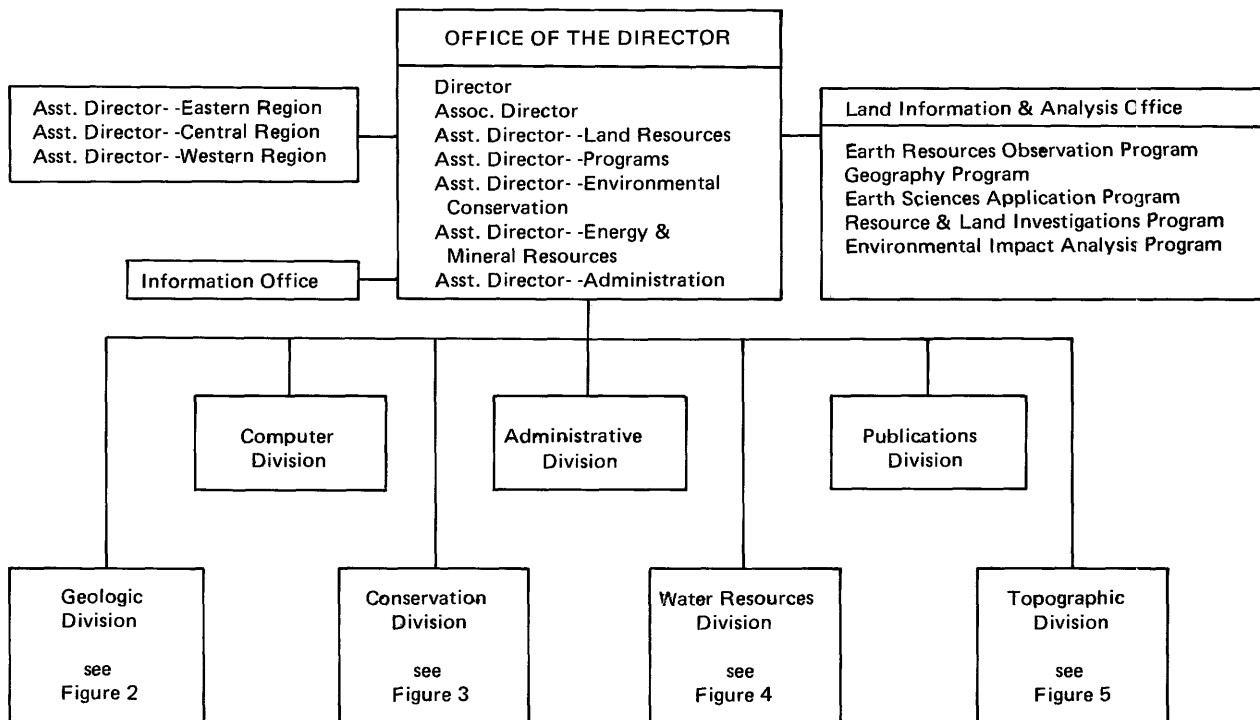 OFFICE OF THE DIRECTOR
Director
Assoc. Director
Asst. Director- -Land Resources
Asst. Director- -Programs
Asst. Director- -Environmental
Conservation
Asst. Director- -Energy &
Mineral Resources
Asst. Director- -Administration
Asst. Director- -Eastern Region
Asst. Director- -Central Region
Asst. Director- -Western Region
Information Office
Land Information & Analysis Office
Earth Resources Observation Program
Geography Program
Earth Sciences Application Program
Resource & Land Investigations Program
Environmental Impact Analysis Program
Computer
Division
Administrative
Division
Publications
Division
Geologic
Division
see
Figure 2
Conservation
Division
see
Figure 3
Water Resources
Division
see
Figure 4
Topographic
Division
see
Figure 5